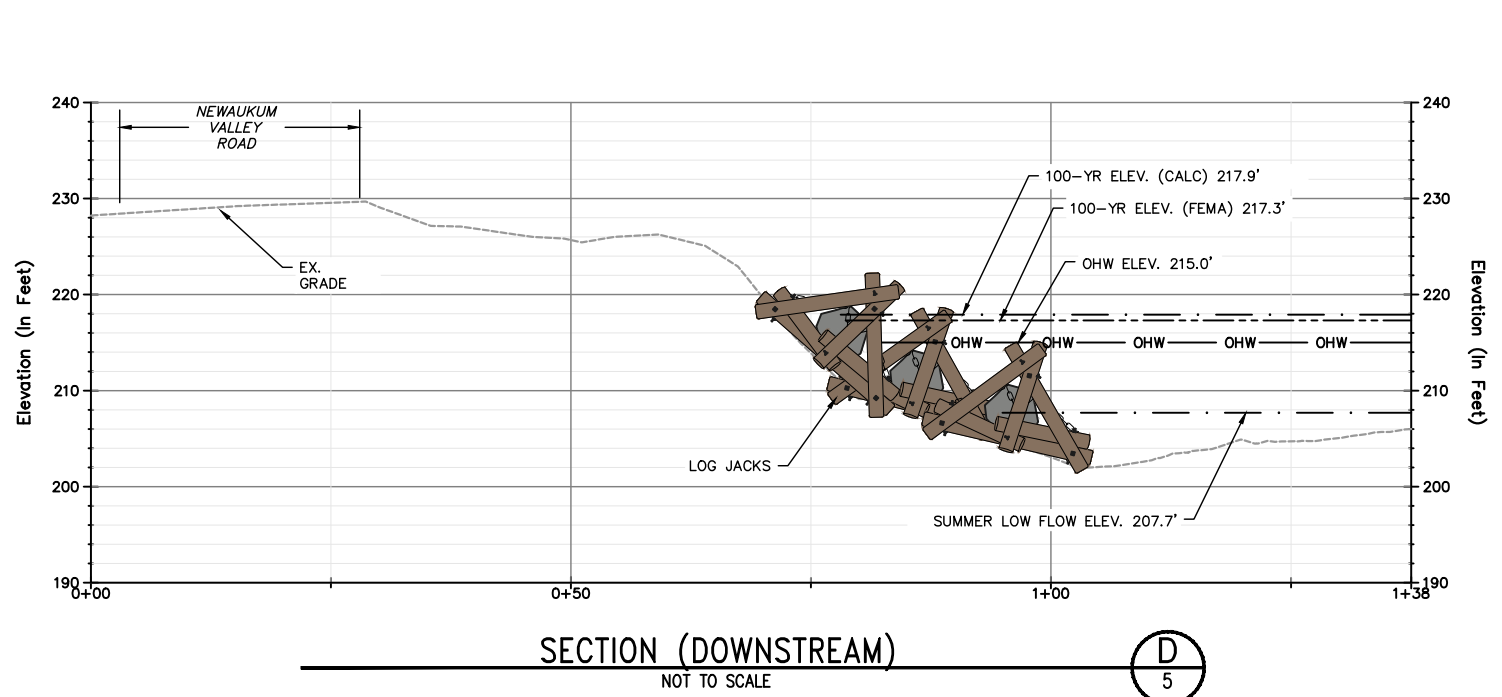 240
NEWAUKUM
VALLEY
ROAD
240
100-YR ELEV. (CALC) 217.9'
230
230
100-YR ELEV. (FEMA) 217.3'
OHW ELEV. 215.0'
EX.
GRADE
220
220
Elevation (In Feet)
Elevation (In Feet)
OHW OHW OHW OHW OHW
210
210
LOG JACKS
200
200
SUMMER LOW FLOW ELEV. 207.7'
190
190
0+00 0+50 1+00 1+38
SECTION (DOWNSTREAM)
NOT TO SCALE
D
5